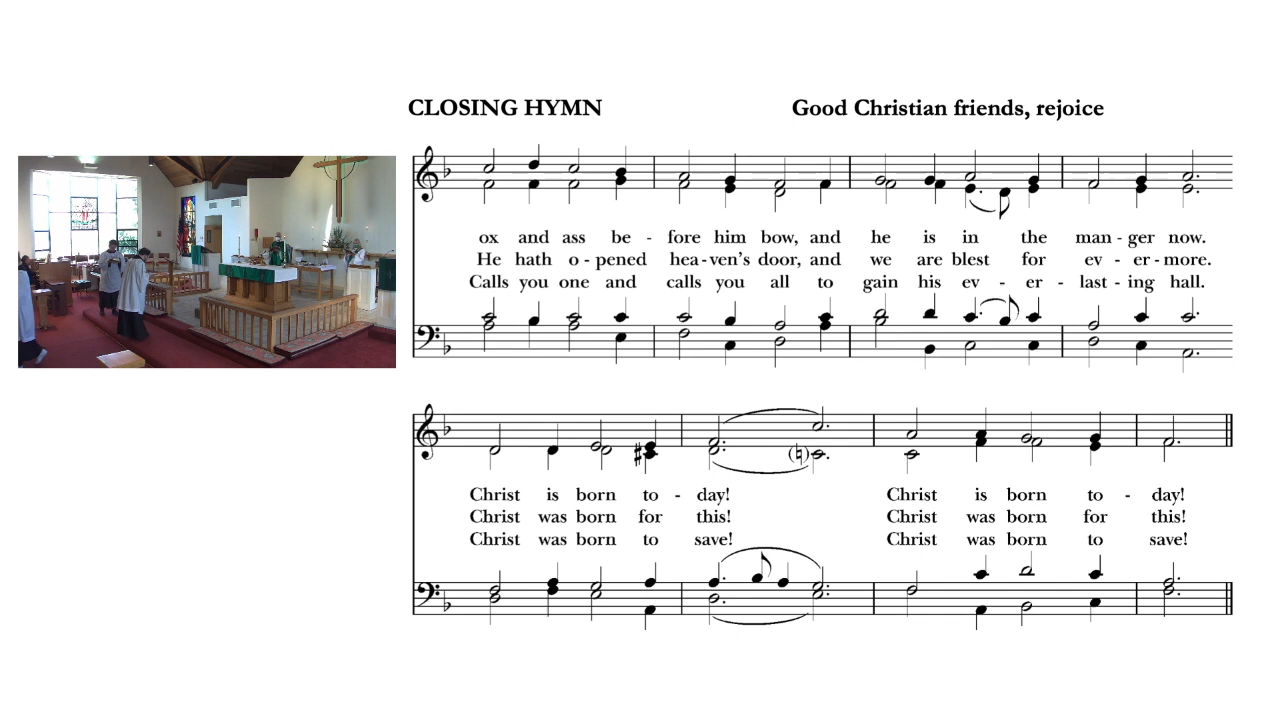 CLOSING HYMN Good Christian friends, rejoice
ox and ass be - fore him bow, and he is in the man - ger now.
He hath o - pened hea - ven's door, and we are blest for ev - er - more.
Calls you one and calls you all to gain his ev - er - last - ing hall.
Christ is born to - day! Christ is born to - day!
Christ was born for this! Christ was born for this!
Christ was born to save! Christ was born to save!